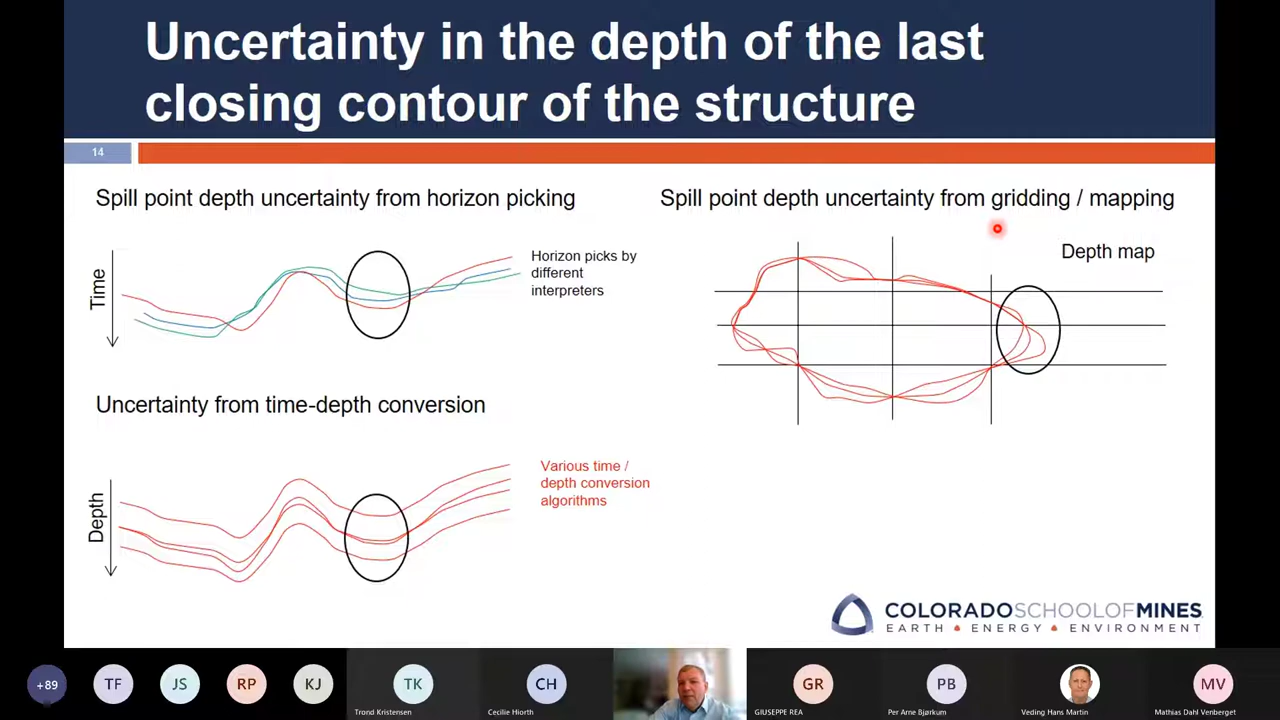 Uncertainty in the depth of the last
closing contour of the structure
14
Spill point depth uncertainty from horizon picking
Time
Horizon picks by
different
interpreters
Uncertainty from time-depth conversion
Depth
Various time /
depth conversion
algorithms
Spill point depth uncertainty from gridding / mapping
Depth map
COLORADOSCHOOLOFMINES
EARTH ENERGY ENVIRONMENT
+89
TF
JS
RP
KJ
TK
Trond Kristensen
CH
Cecilie Hiorth
GR
GIUSEPPE REA
PB
Per Arne Bjørkum
Veding Hans Martin
MV
Mathias Dahl Venberget